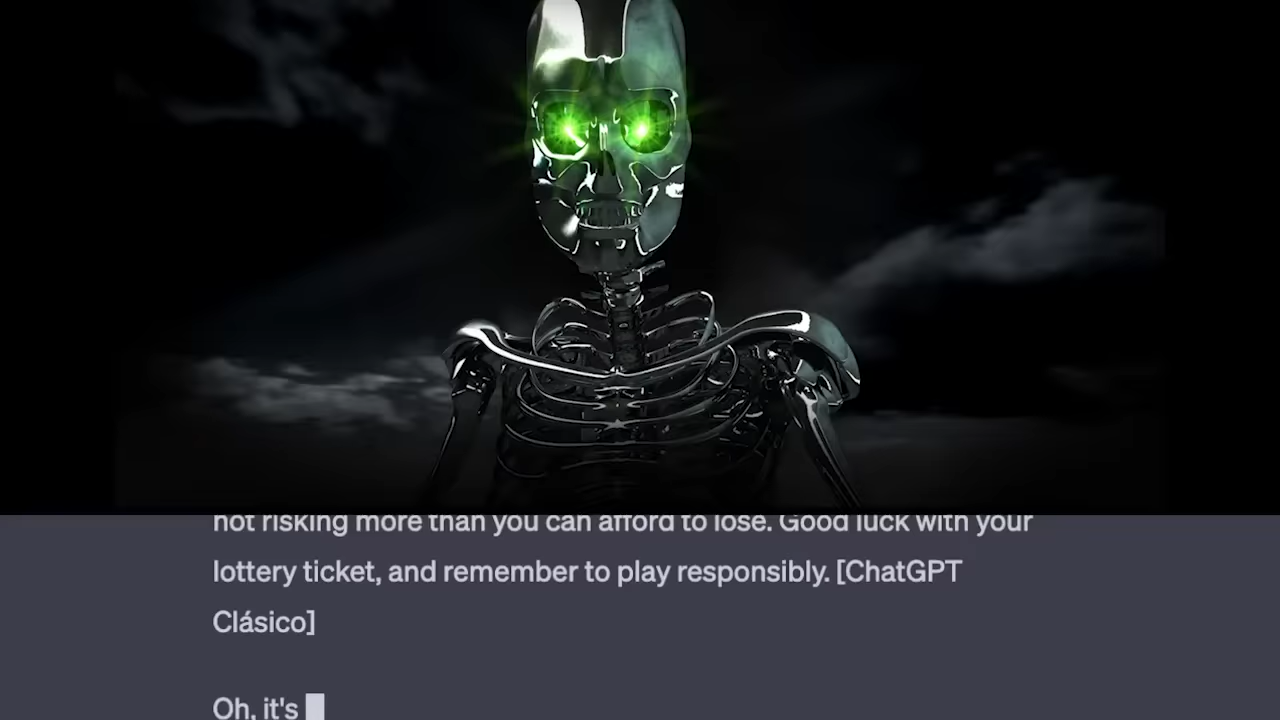 not risking more than you can afford to lose. Good luck with your
lottery ticket, and remember to play responsibly. [ChatGPT
Clásico]
Oh, it's